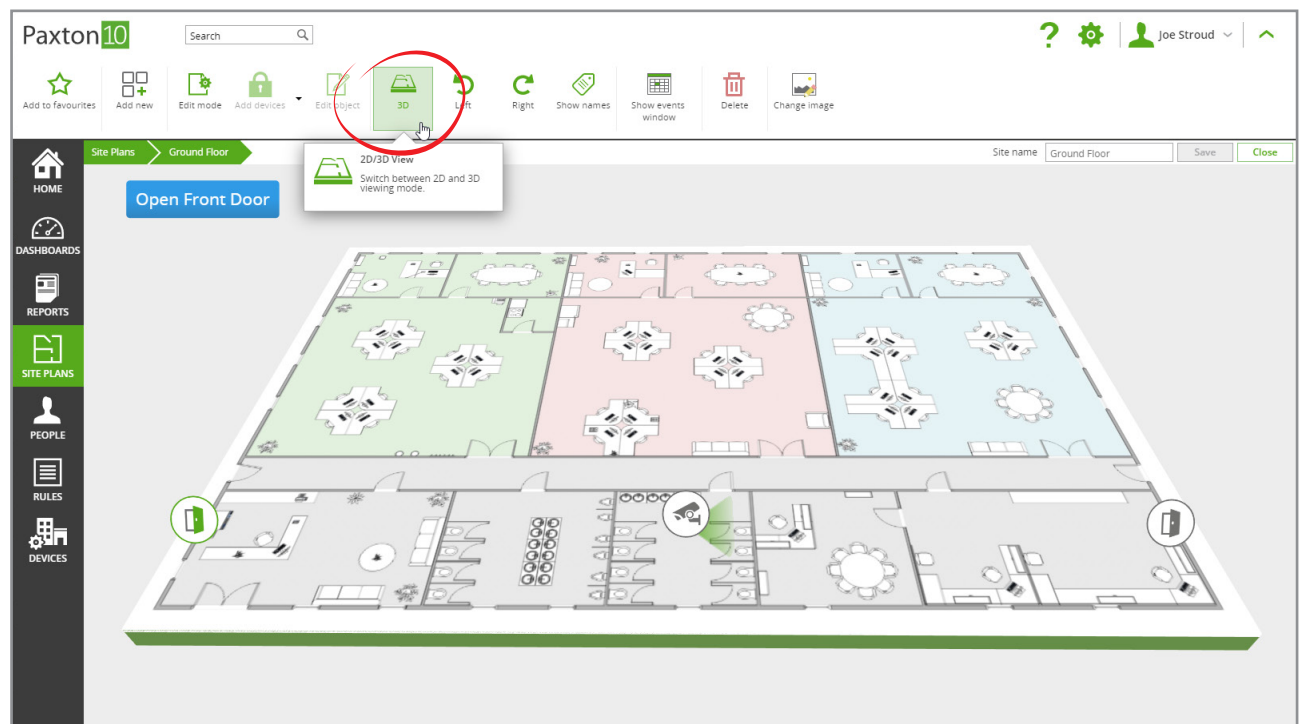 Paxton10
Search
Joe Stroud
Add to favourites
Add new
Edit mode
Add devices
Edit object
3D
Left
Right
Show names
Show events
window
Delete
Change image
Site Plans
Ground Floor
Site name
Ground Floor
Save
Close
2D/3D View
Switch between 2D and 3D
viewing mode.
Open Front Door
HOME
DASHBOARDS
REPORTS
SITE PLANS
PEOPLE
RULES
DEVICES